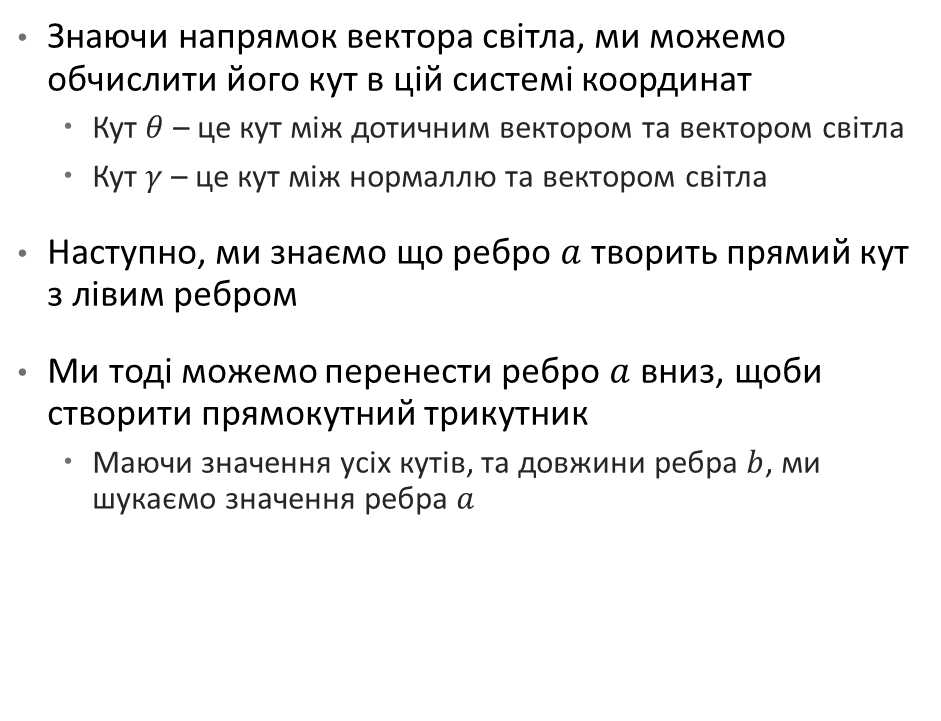 • Знаючи напрямок вектора світла, ми можемо
обчислити його кут в цій системі координат
• Кут 𝜃 – це кут між дотичним вектором та вектором світла
• Кут 𝛾 – це кут між нормаллю та вектором світла
• Наступно, ми знаємо що ребро 𝑎 творить прямий кут
з лівим ребром
• Ми тоді можемо перенести ребро 𝑎 вниз, щоби
створити прямокутний трикутник
• Маючи значення усіх кутів, та довжини ребра 𝑏, ми
шукаємо значення ребра 𝑎